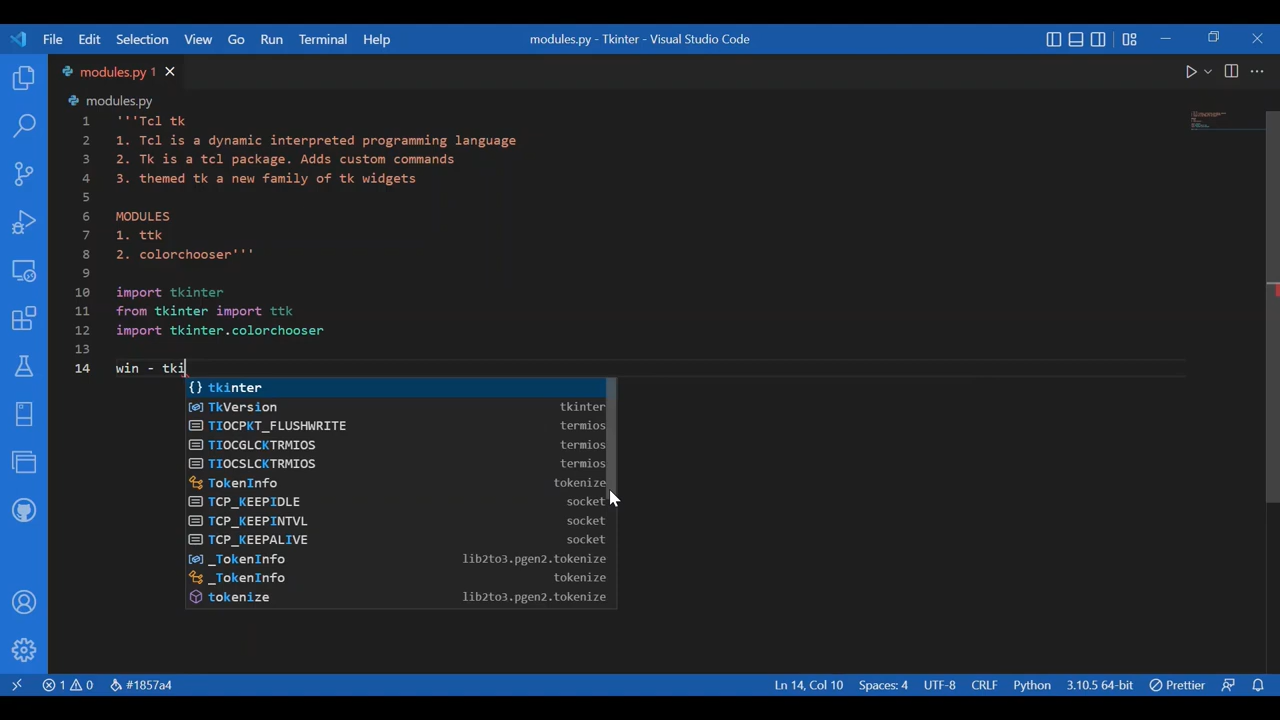 File Edit Selection View Go Run Terminal Help modules.py - Tkinter - Visual Studio Code
modules.py 1
modules.py
1 '''Tcl tk
2 1. Tcl is a dynamic interpreted programming language
3 2. Tk is a tcl package. Adds custom commands
4 3. themed tk a new family of tk widgets
5
6 MODULES
7 1. ttk
8 2. colorchooser'''
9
10 import tkinter
11 from tkinter import ttk
12 import tkinter.colorchooser
13
14 win - tki
{} tkinter
TkVersion tkinter
TIOCPKT_FLUSHWRITE termios
TIOCGLCKTRMIOS termios
TIOCSLCKTRMIOS termios
TokenInfo tokenize
TCP_KEEPIDLE socket
TCP_KEEPINTVL socket
TCP_KEEPALIVE socket
_TokenInfo lib2to3.pgen2.tokenize
_TokenInfo tokenize
tokenize lib2to3.pgen2.tokenize
1 0 #1857a4 Ln 14, Col 10 Spaces: 4 UTF-8 CRLF Python 3.10.5 64-bit Prettier